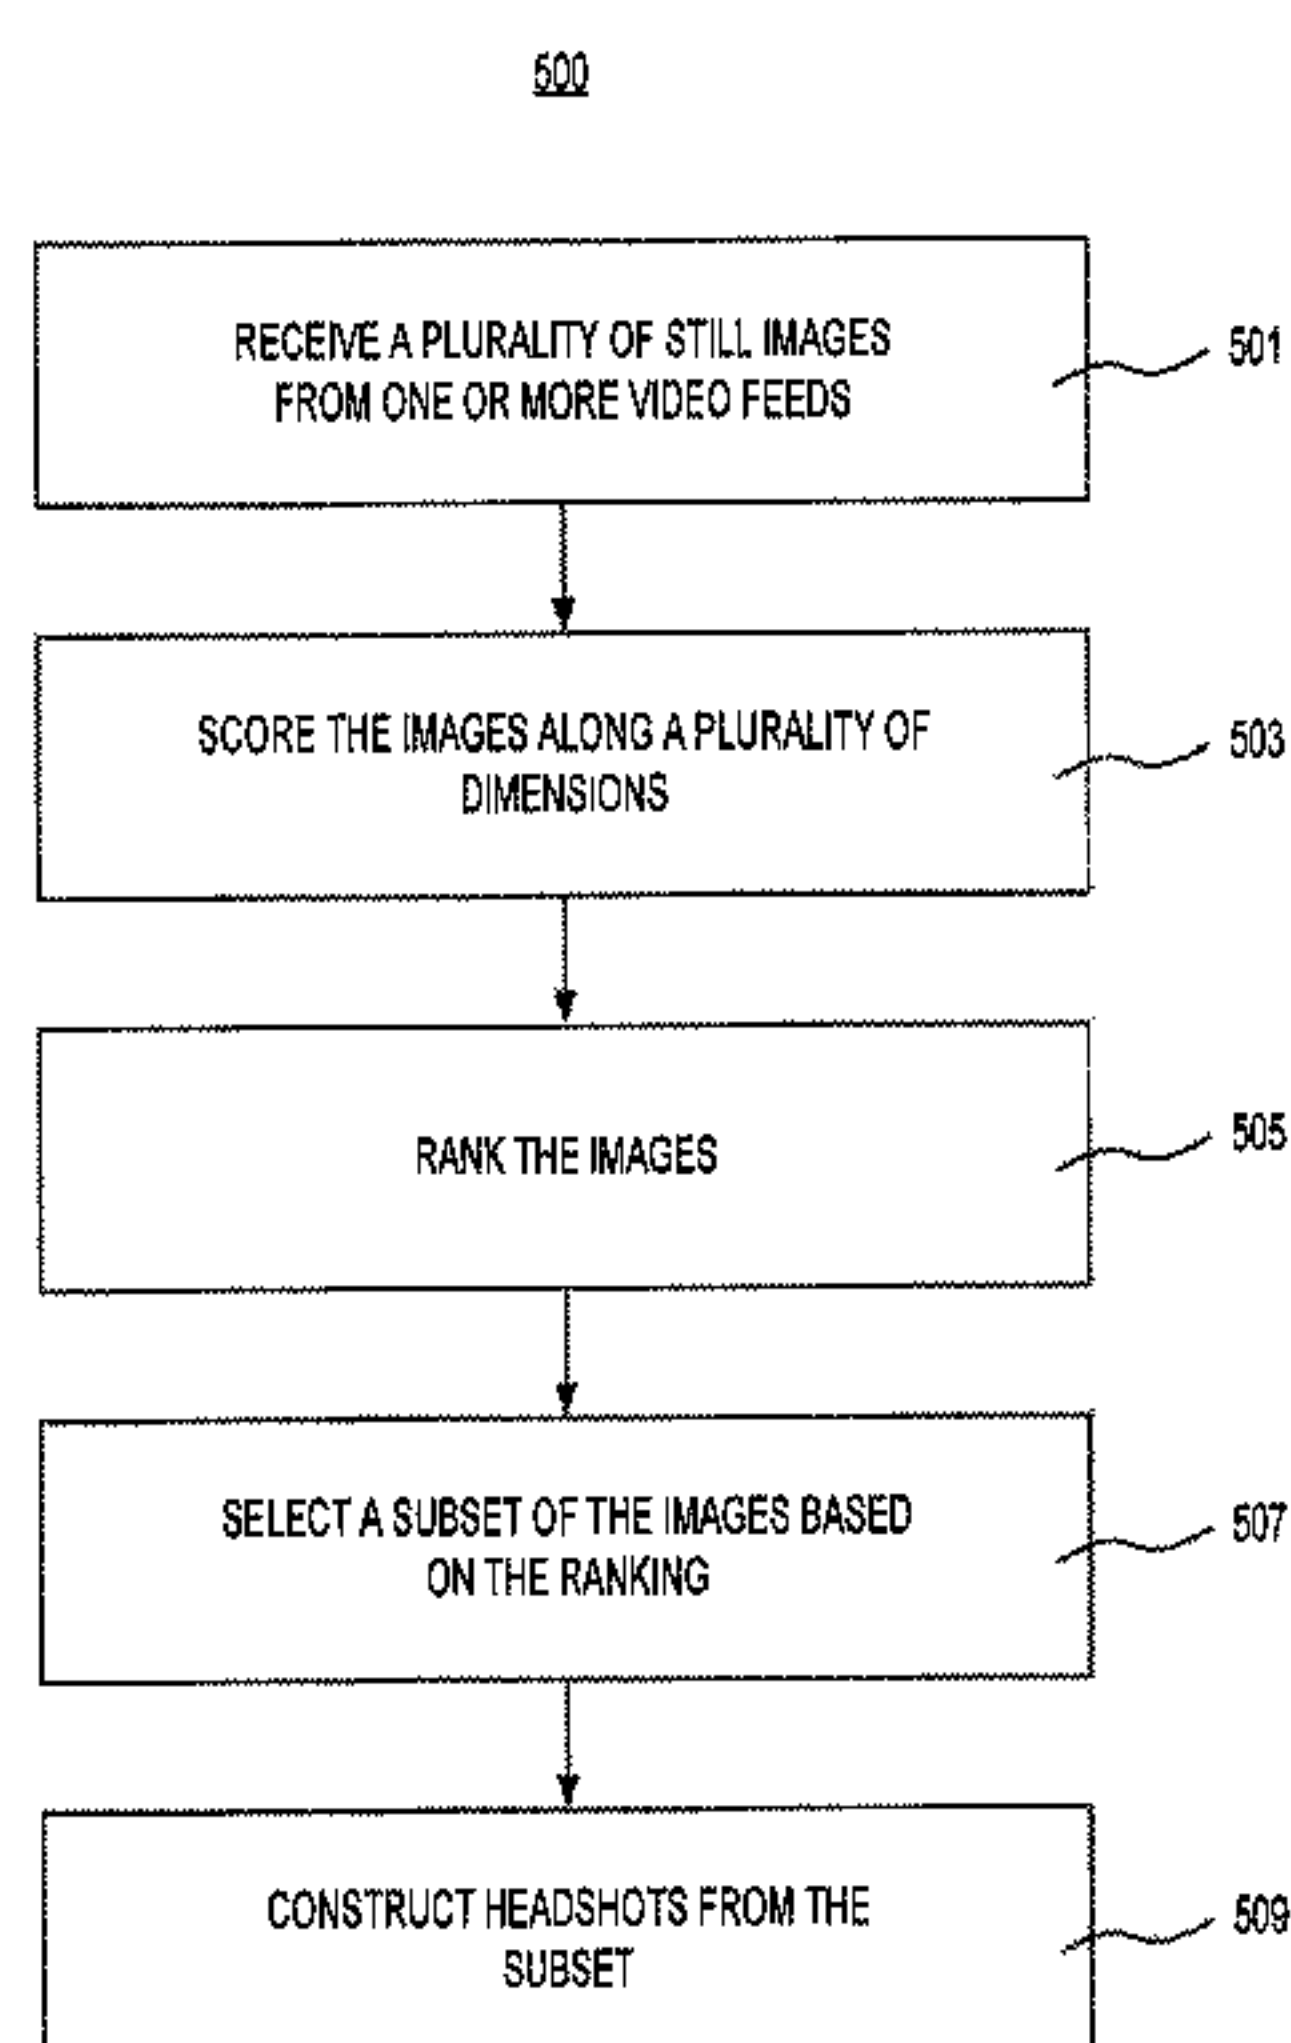 500
RECEIVE A PLURALITY OF STILL IMAGES
FROM ONE OR MORE VIDEO FEEDS
501
SCORE THE IMAGES ALONG A PLURALITY OF
DIMENSIONS
503
RANK THE IMAGES
505
SELECT A SUBSET OF THE IMAGES BASED
ON THE RANKING
507
CONSTRUCT HEADSHOTS FROM THE
SUBSET
509